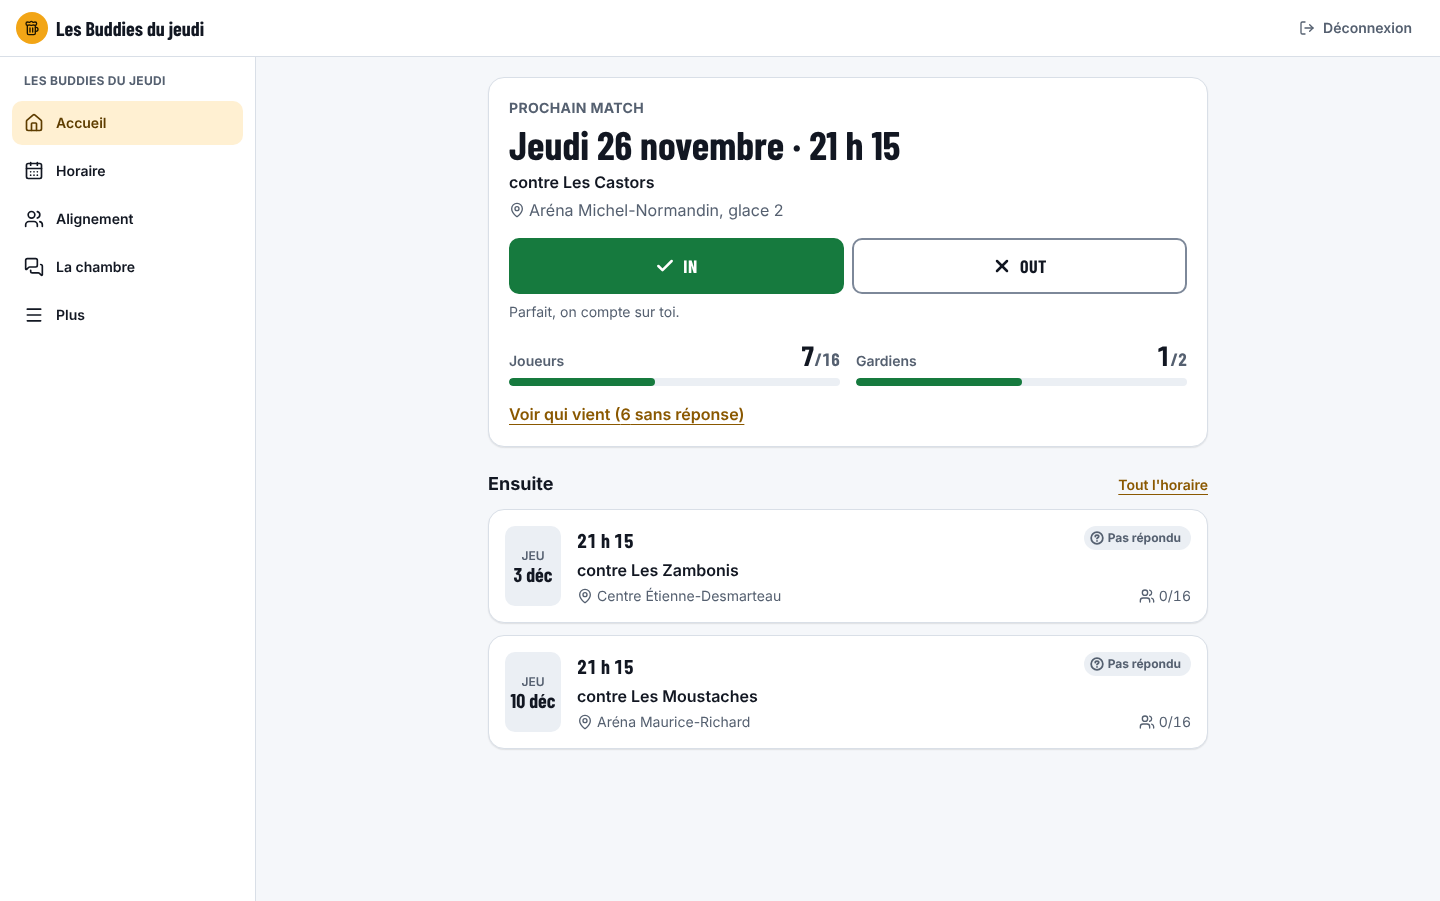 Les Buddies du jeudi
Déconnexion
LES BUDDIES DU JEUDI
Accueil
Horaire
Alignement
La chambre
Plus
PROCHAIN MATCH
Jeudi 26 novembre · 21 h 15
contre Les Castors
Aréna Michel-Normandin, glace 2
IN
OUT
Parfait, on compte sur toi.
Joueurs 7/16
Gardiens 1/2
Voir qui vient (6 sans réponse)
Ensuite
Tout l'horaire
JEU
3 déc
21 h 15
Pas répondu
contre Les Zambonis
Centre Étienne-Desmarteau
0/16
JEU
10 déc
21 h 15
Pas répondu
contre Les Moustaches
Aréna Maurice-Richard
0/16